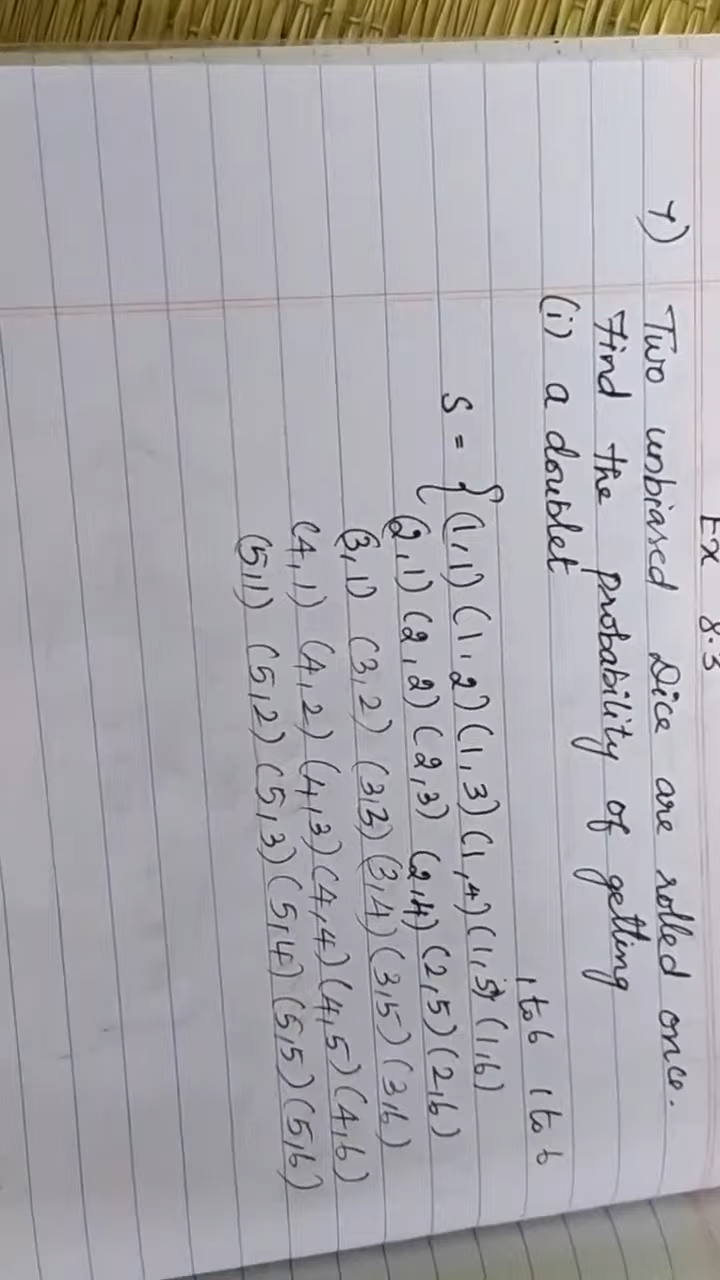 Ex 8.3
7) Two unbiased Dice are rolled once.
Find the probability of getting
(i) a doublet
1 to 6 1 to 6
S = { (1,1) (1,2) (1,3) (1,4) (1,5) (1,6)
(2,1) (2,2) (2,3) (2,4) (2,5) (2,6)
(3,1) (3,2) (3,3) (3,4) (3,5) (3,6)
(4,1) (4,2) (4,3) (4,4) (4,5) (4,6)
(5,1) (5,2) (5,3) (5,4) (5,5) (5,6)